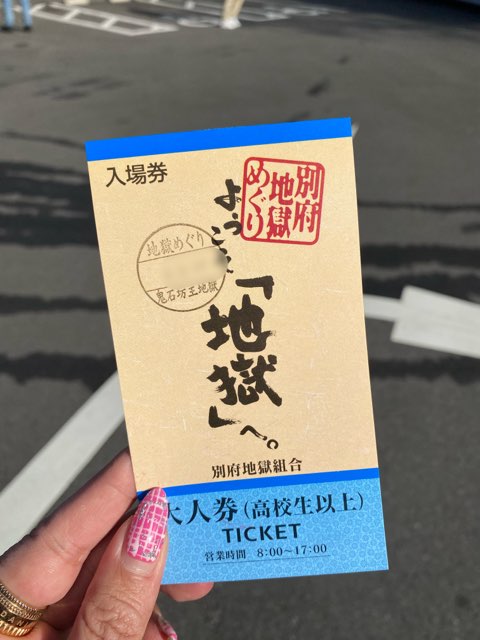 入場券
別府
地獄
めぐり
ようこそ
「地獄」へ。
地獄めぐり
鬼石坊主地獄
別府地獄組合
大人券(高校生以上)
TICKET
営業時間 8:00〜17:00